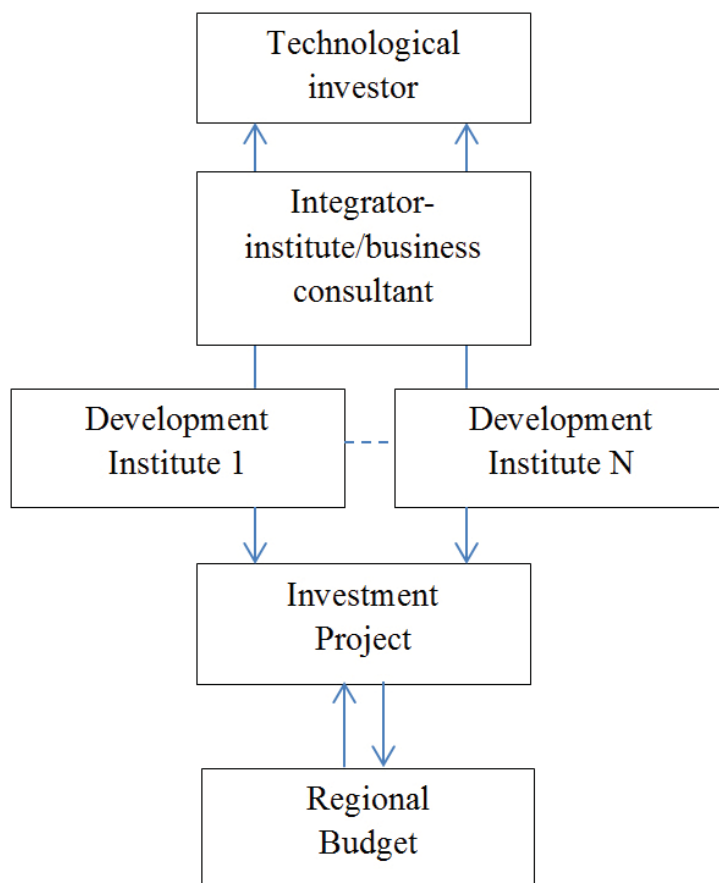 Technological
investor
Integrator-
institute/business
consultant
Development
Institute 1
Development
Institute N
Investment
Project
Regional
Budget